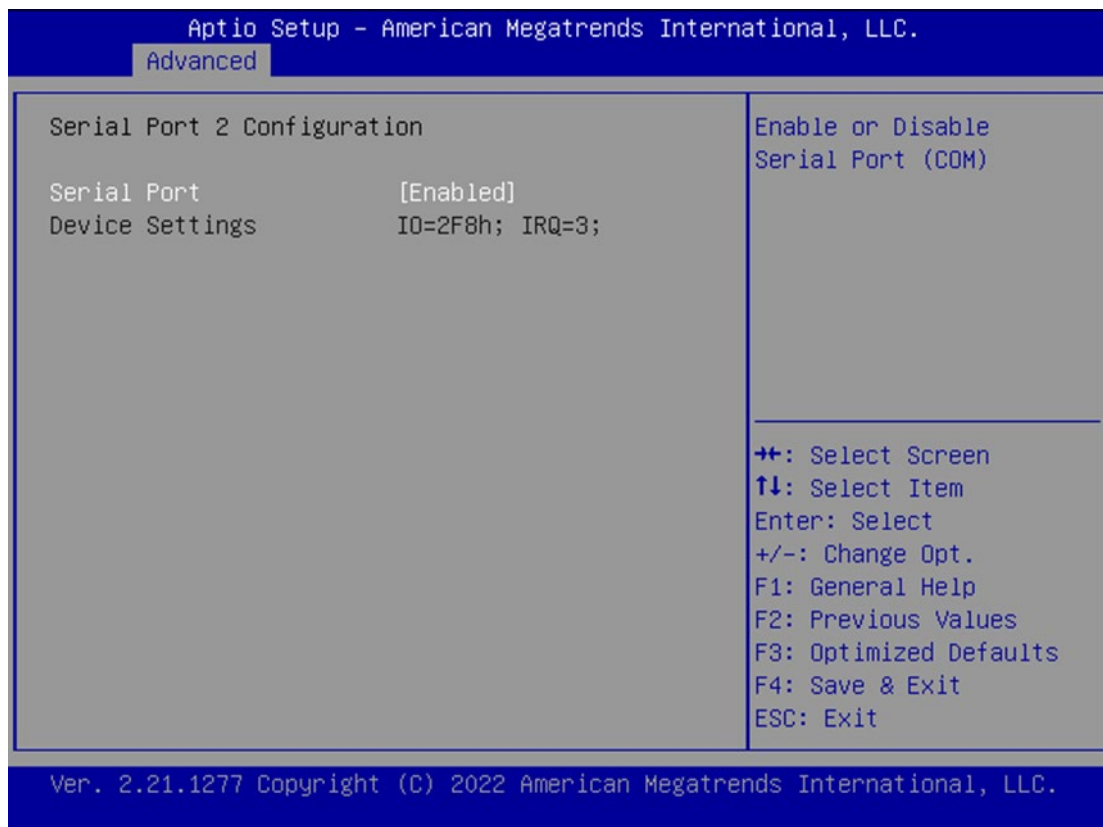 Aptio Setup – American Megatrends International, LLC.
Advanced
Serial Port 2 Configuration
Serial Port [Enabled]
Device Settings IO=2F8h; IRQ=3;
Enable or Disable
Serial Port (COM)
→←: Select Screen
↑↓: Select Item
Enter: Select
+/-: Change Opt.
F1: General Help
F2: Previous Values
F3: Optimized Defaults
F4: Save & Exit
ESC: Exit
Ver. 2.21.1277 Copyright (C) 2022 American Megatrends International, LLC.